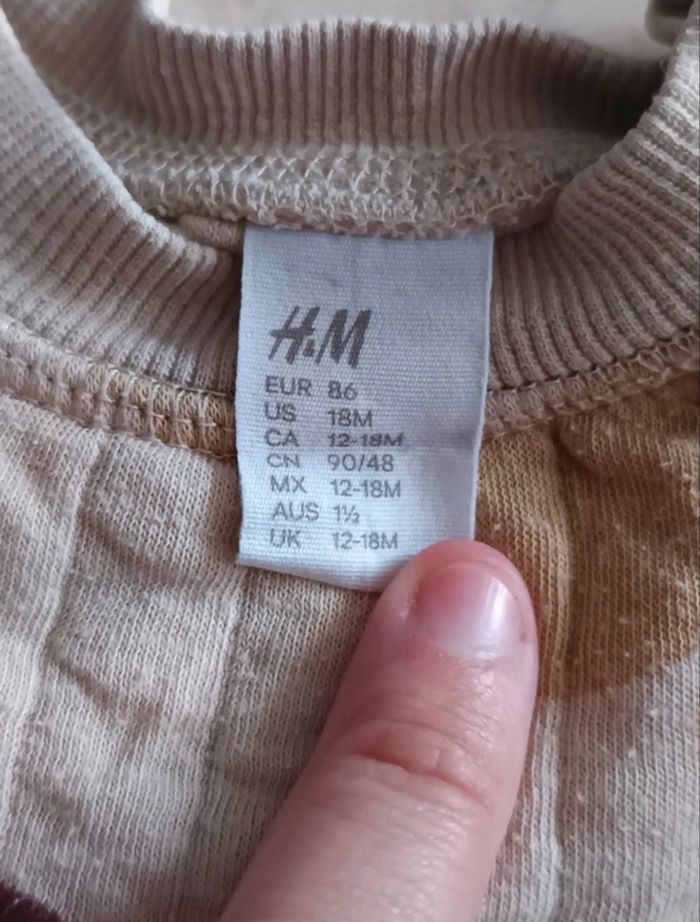 H&M
EUR 86
US 18M
CA 12-18M
CN 90/48
MX 12-18M
AUS 1½
UK 12-18M